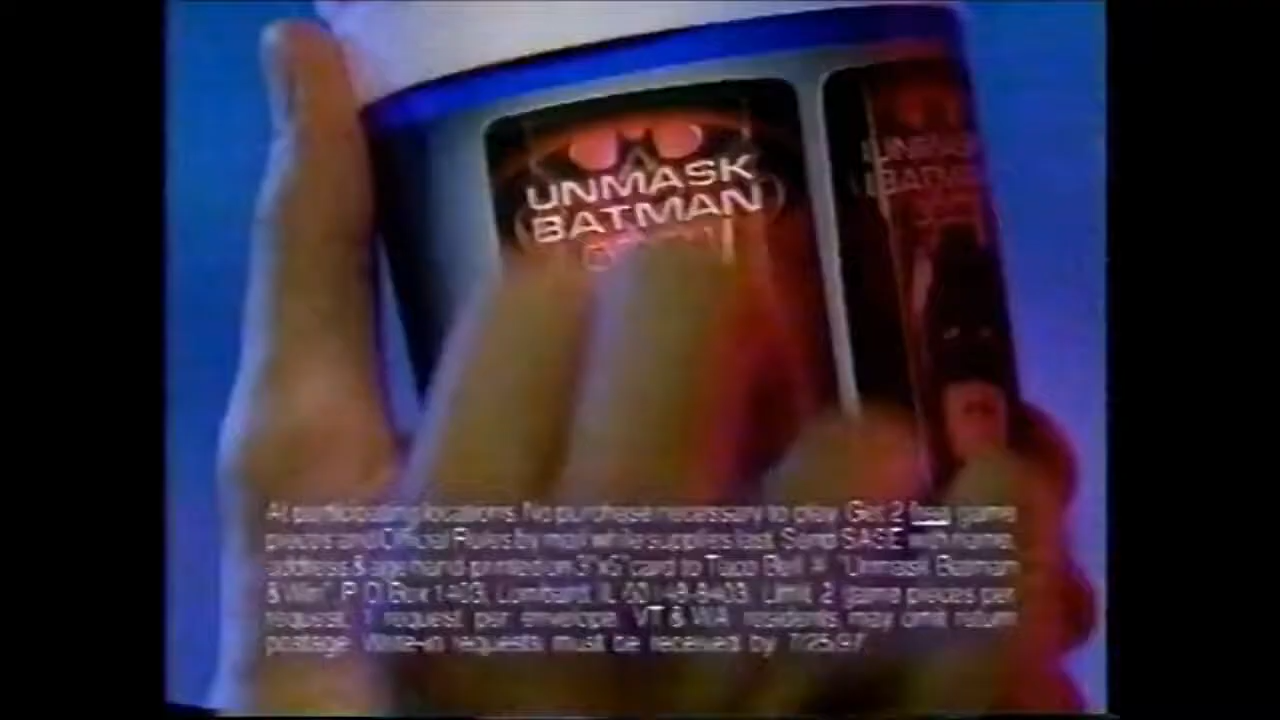 UNMASK
BATMAN
UNMASK
BATMAN
At participating locations. No purchase necessary to play. Get 2 free game
pieces and Official Rules by mail while supplies last. Send SASE with name,
address & age hand-printed on 3"x5" card to Taco Bell ® "Unmask Batman
& Win", P.O. Box 1403, Lombard, IL 60148-8403. Limit 2 game pieces per
request, 1 request per envelope. VT & WA residents may omit return
postage. Write-in requests must be received by 7/25/97.